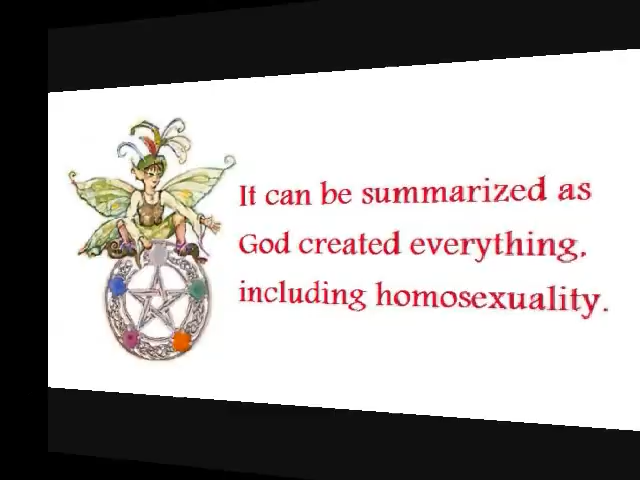 It can be summarized as
God created everything,
including homosexuality.